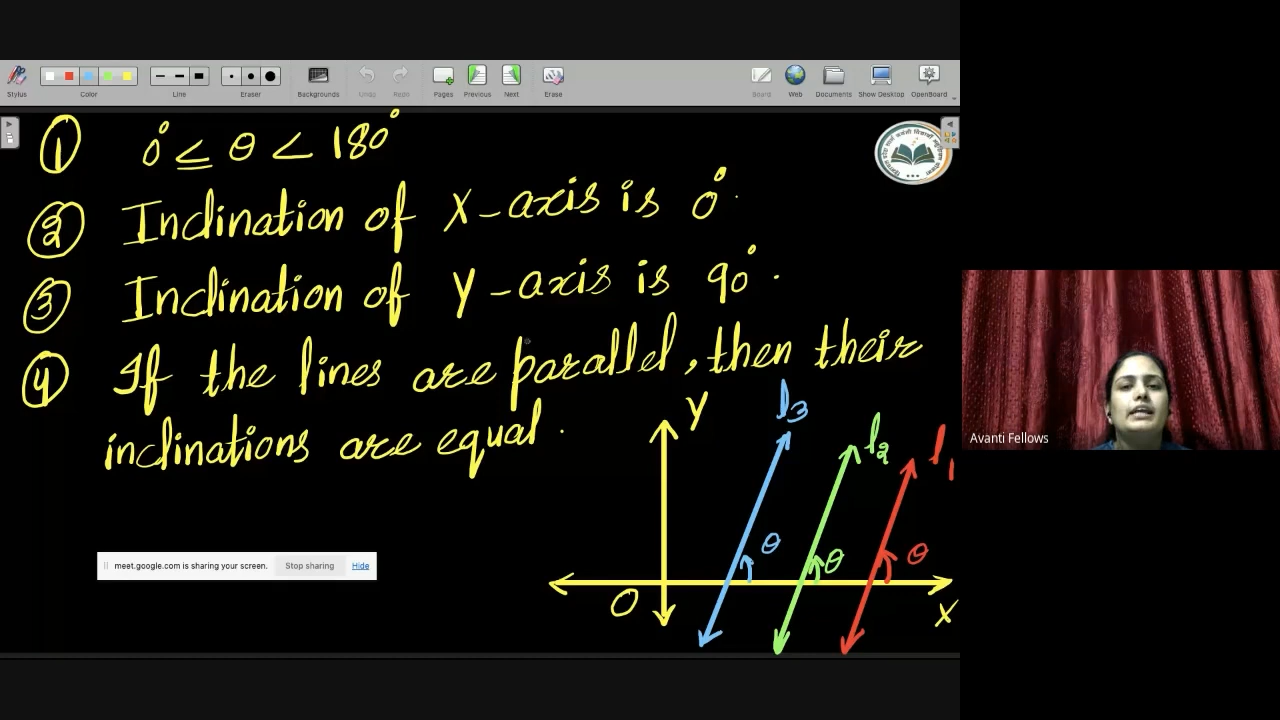 Stylus
Color
Line
Eraser
Backgrounds
Undo
Redo
Pages
Previous
Next
Erase
Board
Web
Documents
Show Desktop
OpenBoard
① 0° ≤ θ < 180°
② Inclination of X-axis is 0°.
③ Inclination of Y-axis is 90°.
④ If the lines are parallel, then their
inclinations are equal.
Y
l3
l2
l1
θ
θ
θ
O
X
meet.google.com is sharing your screen.
Stop sharing
Hide
Avanti Fellows